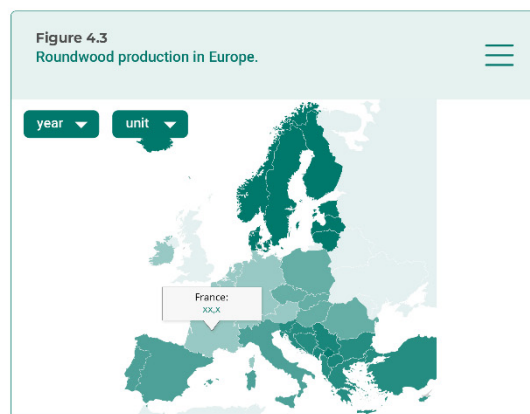 Figure 4.3
Roundwood production in Europe.
year
unit
France:
xx,x